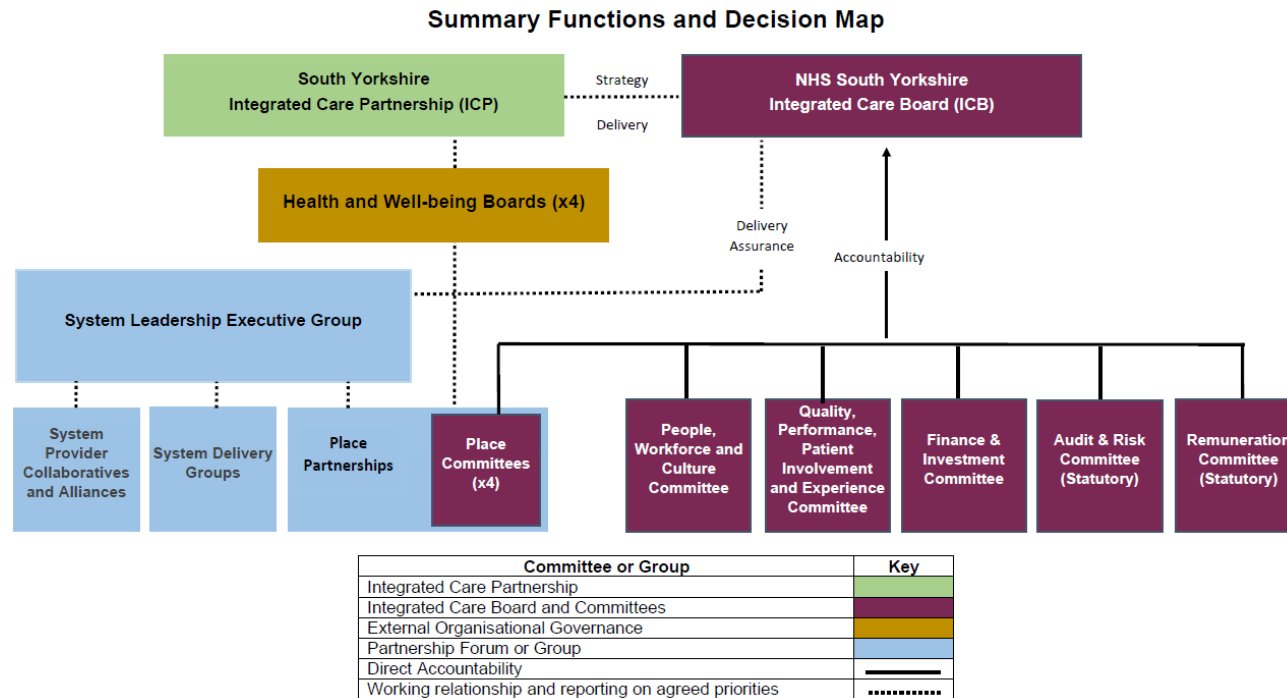 Summary Functions and Decision Map
South Yorkshire
Integrated Care Partnership (ICP)
Strategy
Delivery
NHS South Yorkshire
Integrated Care Board (ICB)
Health and Well-being Boards (x4)
Delivery
Assurance
Accountability
System Leadership Executive Group
System
Provider
Collaboratives
and Alliances
System Delivery
Groups
Place
Partnerships
Place
Committees
(x4)
People,
Workforce and
Culture
Committee
Quality,
Performance,
Patient
Involvement
and Experience
Committee
Finance &
Investment
Committee
Audit & Risk
Committee
(Statutory)
Remuneration
Committee
(Statutory)
Committee or Group Key
Integrated Care Partnership
Integrated Care Board and Committees
External Organisational Governance
Partnership Forum or Group
Direct Accountability
Working relationship and reporting on agreed priorities